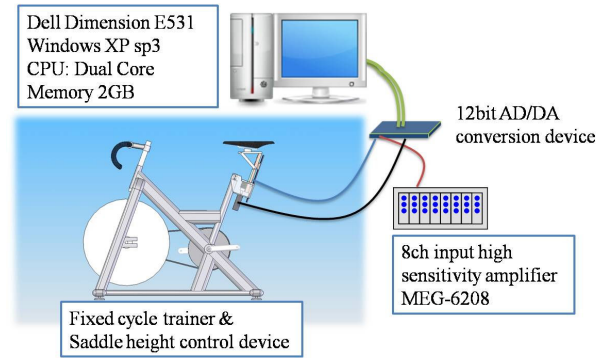 Dell Dimension E531
Windows XP sp3
CPU: Dual Core
Memory 2GB
12bit AD/DA
conversion device
8ch input high
sensitivity amplifier
MEG-6208
Fixed cycle trainer &
Saddle height control device